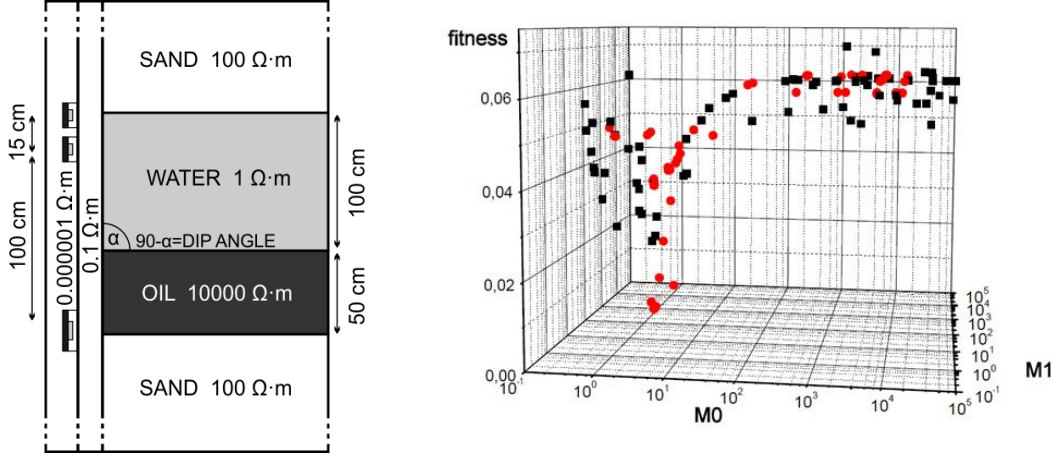 SAND 100 Ω·m
15 cm
100 cm
0.000001 Ω·m
0.1 Ω·m
WATER 1 Ω·m
100 cm
α 90-α=DIP ANGLE
OIL 10000 Ω·m
50 cm
SAND 100 Ω·m
fitness
0,06
0,04
0,02
0,00
10⁻¹ 10⁰ 10¹ 10² 10³ 10⁴ 10⁵
M0
10⁵
10⁴
10³
10²
10¹
10⁰
10⁻¹
M1